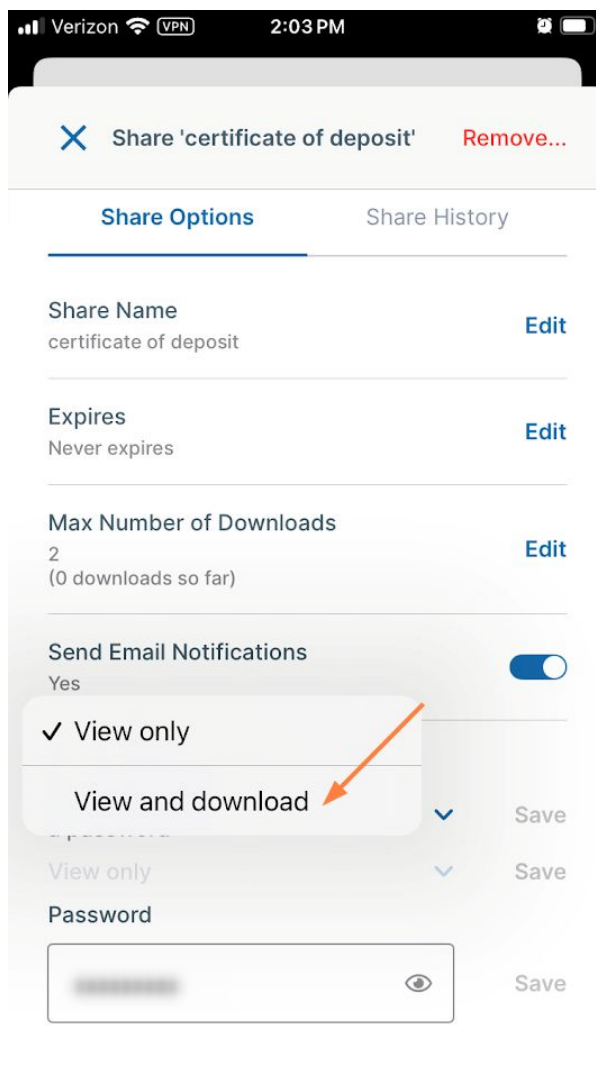 Verizon VPN 2:03 PM
Share 'certificate of deposit' Remove...
Share Options Share History
Share Name
certificate of deposit
Edit
Expires
Never expires
Edit
Max Number of Downloads
2
(0 downloads so far)
Edit
Send Email Notifications
Yes
View only
View and download
Save
View only Save
Password
Save